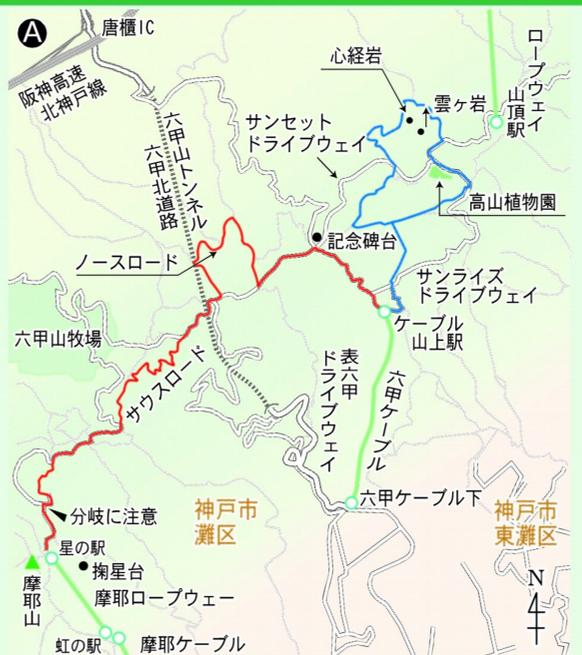 A
唐櫃IC
阪神高速
北神戸線
六甲山トンネル
六甲北道路
心経岩
雲ヶ岩
ロープウェイ
山頂駅
サンセット
ドライブウェイ
高山植物園
記念碑台
ノースロード
サンライズ
ドライブウェイ
ケーブル
山上駅
六甲山牧場
サウスロード
表六甲
ドライブウェイ
六甲ケーブル
六甲ケーブル下
分岐に注意
神戸市
灘区
神戸市
東灘区
星の駅
掬星台
摩耶山
摩耶ロープウェー
虹の駅
摩耶ケーブル
N